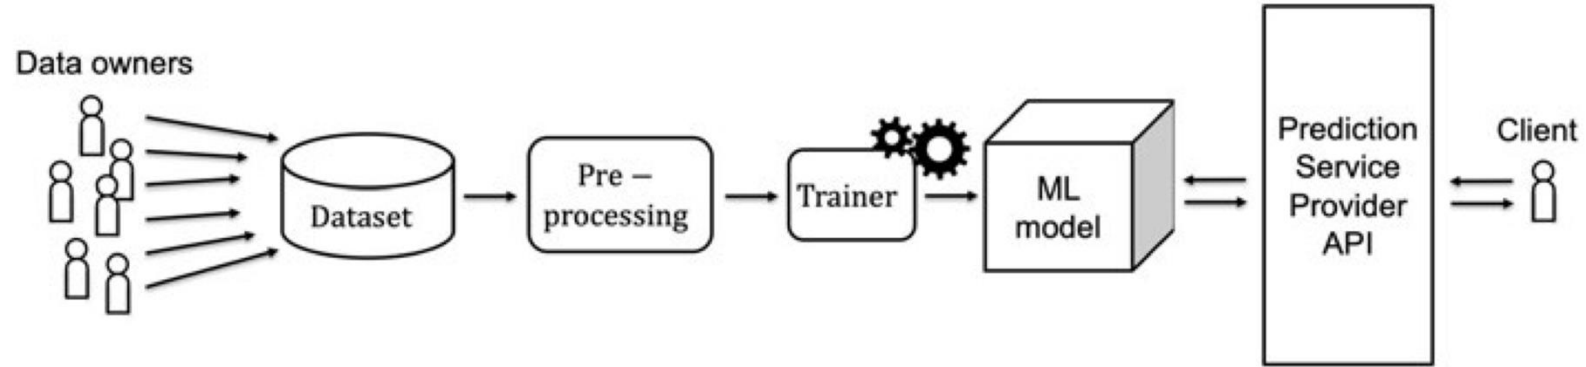 Data owners
Dataset
Pre –
processing
Trainer
ML
model
Prediction
Service
Provider
API
Client